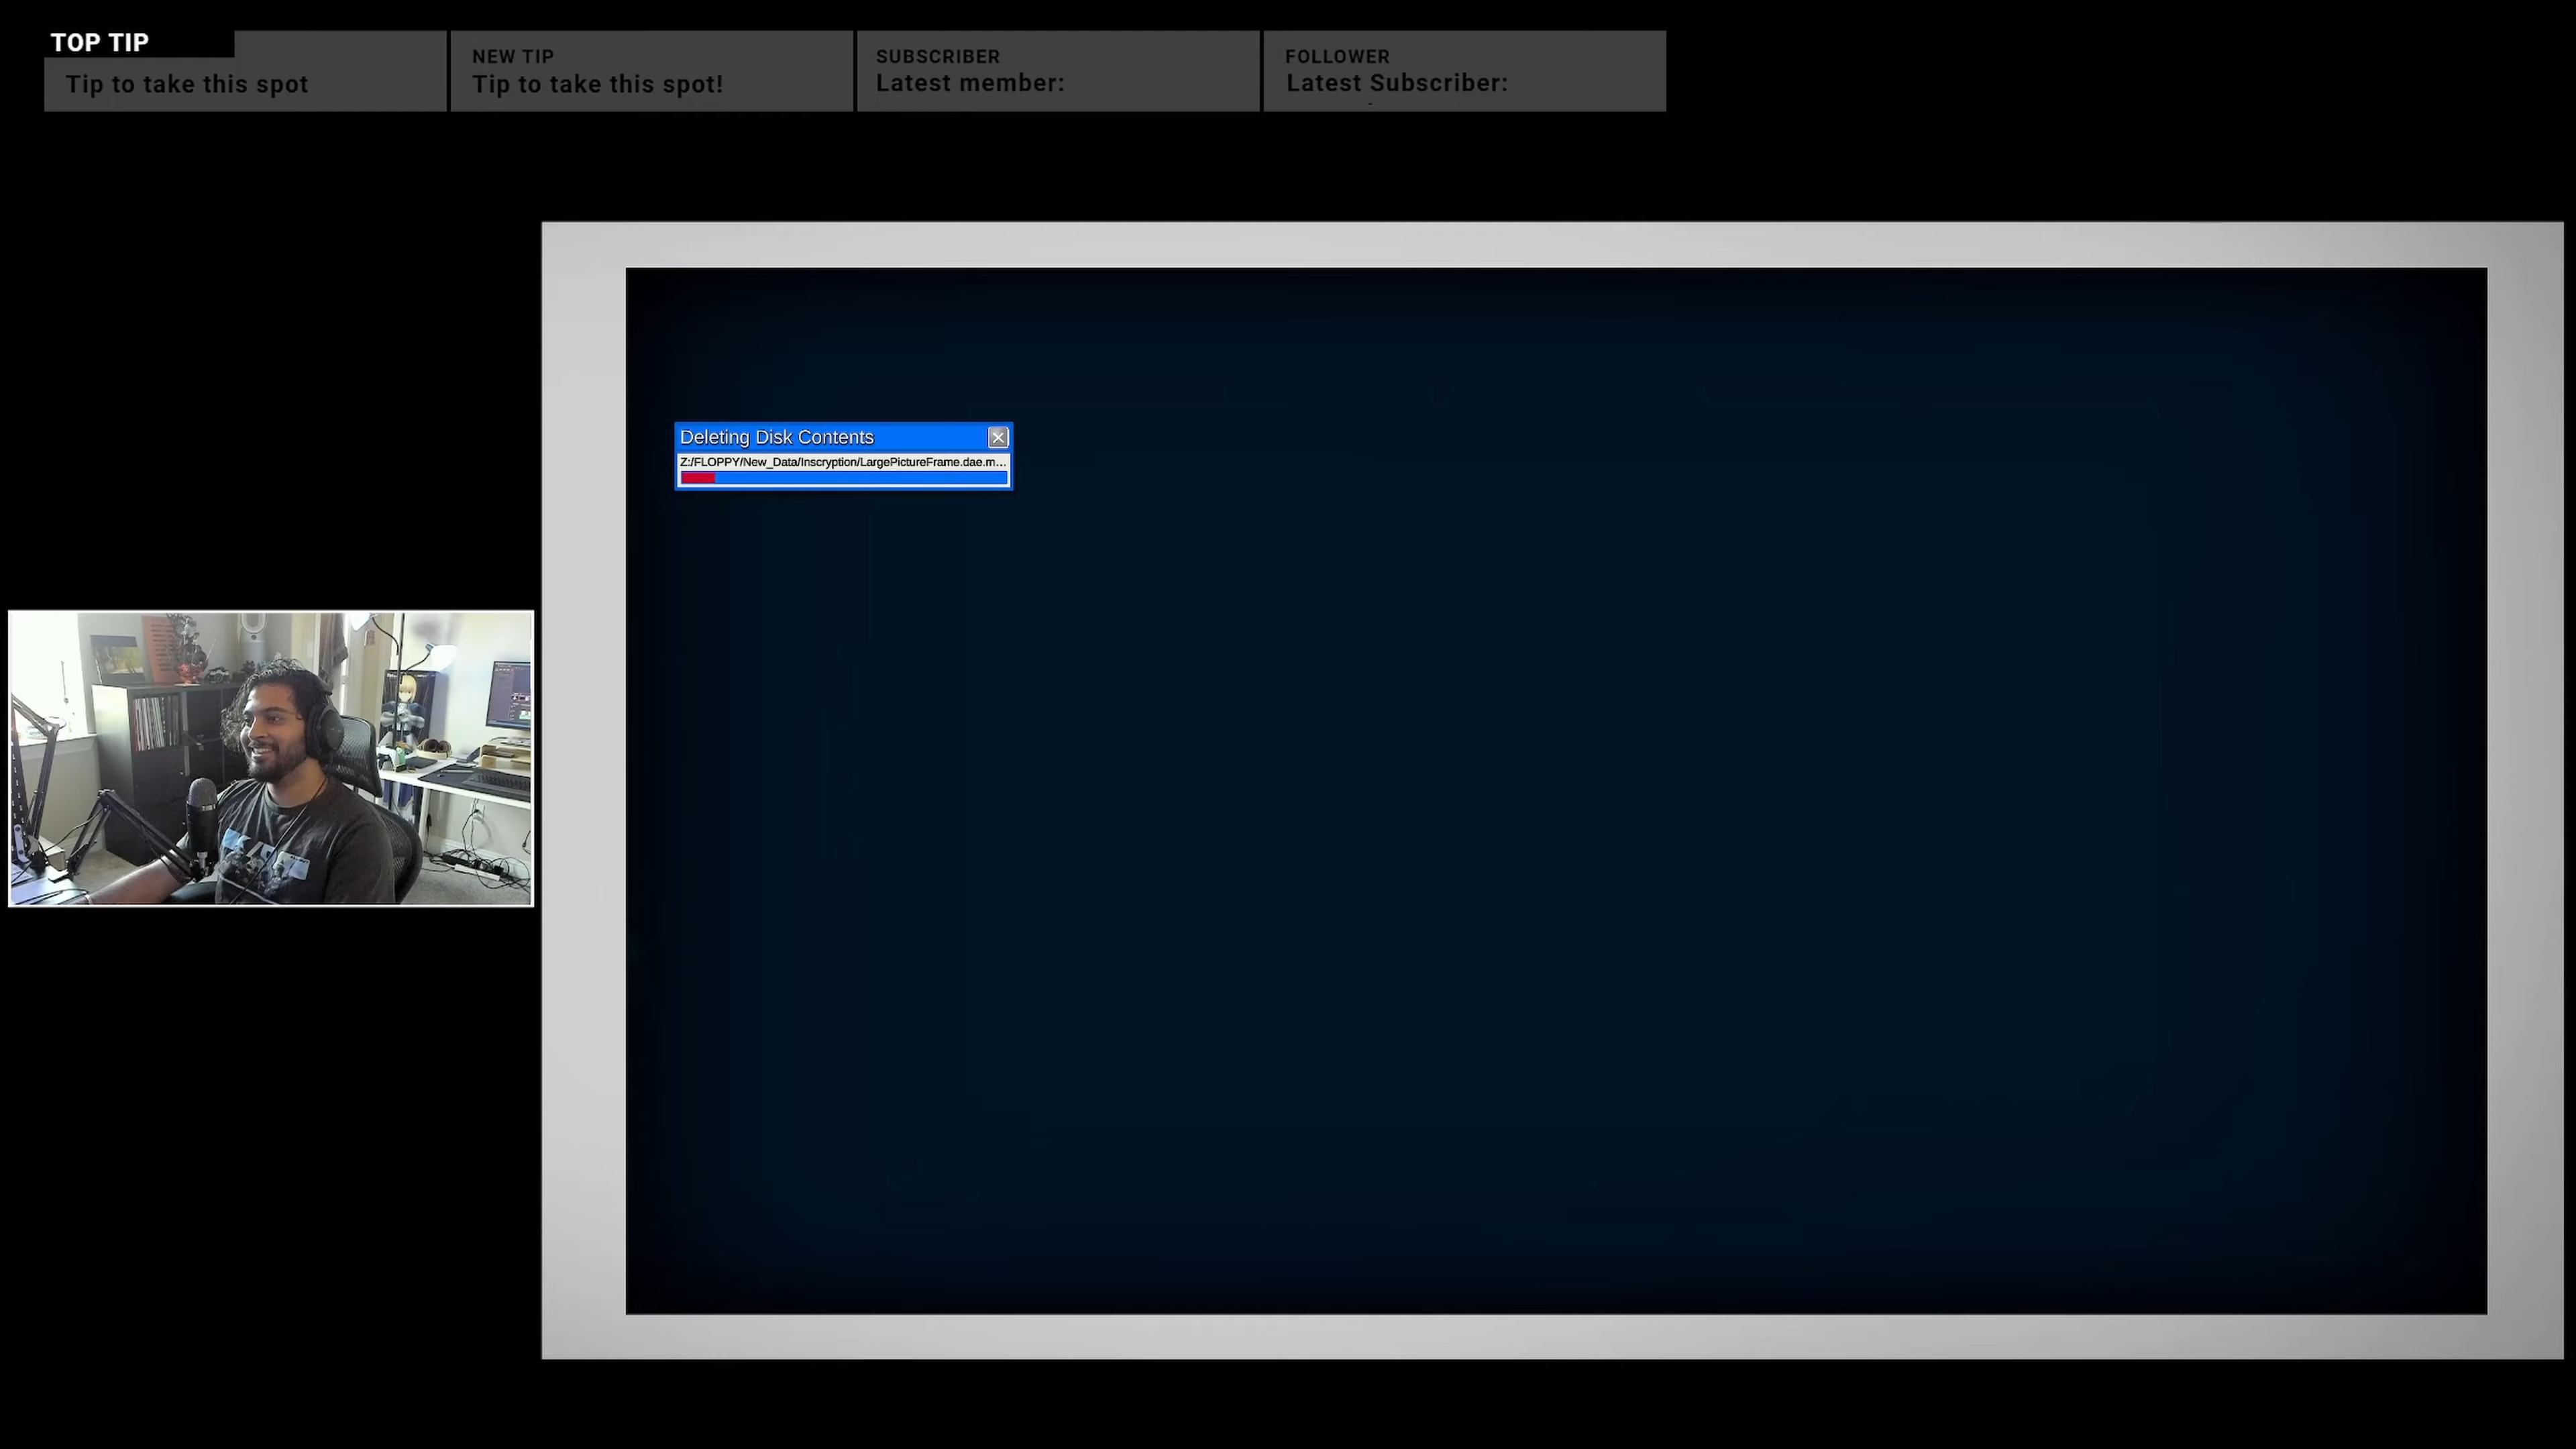 TOP TIP
Tip to take this spot
NEW TIP
Tip to take this spot!
SUBSCRIBER
Latest member:
FOLLOWER
Latest Subscriber:
Deleting Disk Contents
Z:/FLOPPY/New_Data/Inscryption/LargePictureFrame.dae.m...